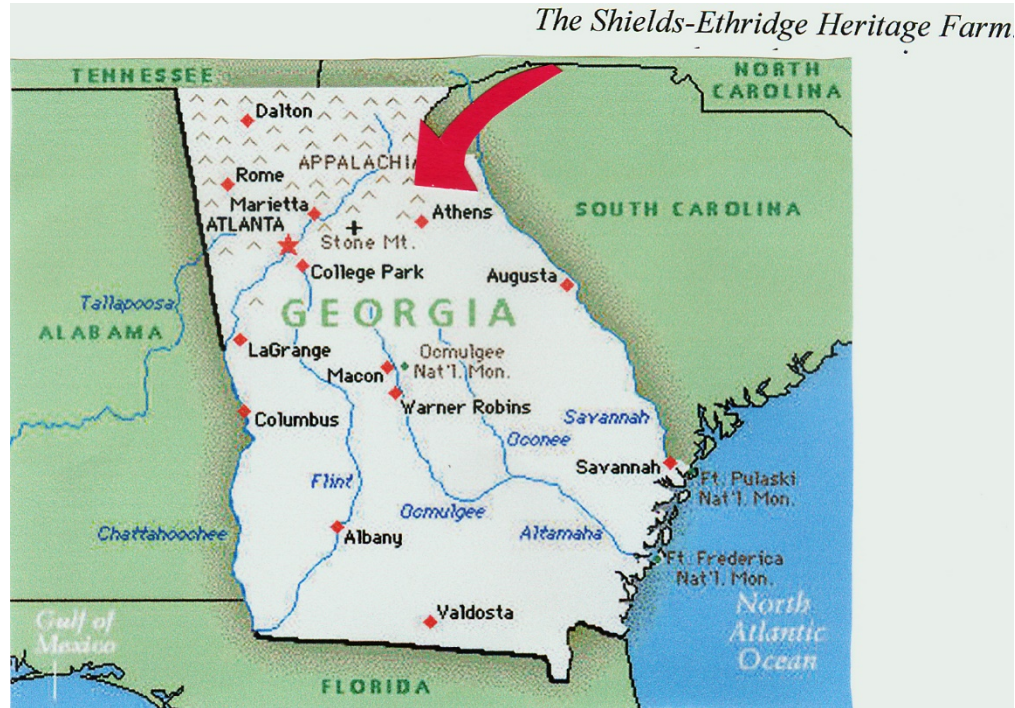 The Shields-Ethridge Heritage Farm.
TENNESSEE
NORTH
CAROLINA
Dalton
APPALACHIA
Rome
Marietta
ATLANTA
Athens
Stone Mt.
SOUTH CAROLINA
College Park
Augusta
Tallapoosa
GEORGIA
ALABAMA
LaGrange
Ocmulgee
Nat'l. Mon.
Macon
Warner Robins
Columbus
Savannah
Oconee
Savannah
Flint
Ft. Pulaski
Nat'l. Mon.
Ocmulgee
Chattahoochee
Albany
Altamaha
Ft. Frederica
Nat'l. Mon.
Valdosta
North
Atlantic
Ocean
Gulf of
Mexico
FLORIDA